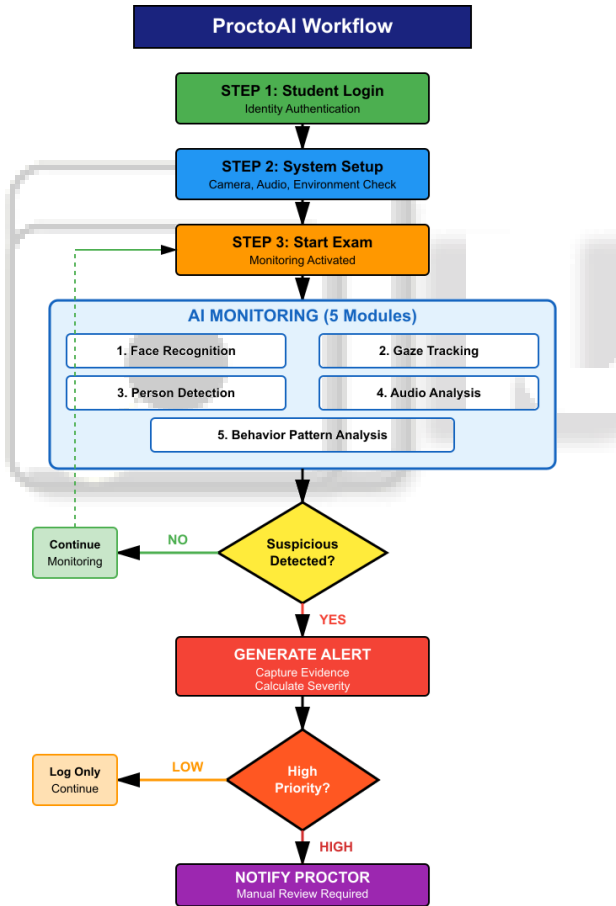 ProctoAI Workflow
STEP 1: Student Login
Identity Authentication
STEP 2: System Setup
Camera, Audio, Environment Check
STEP 3: Start Exam
Monitoring Activated
AI MONITORING (5 Modules)
1. Face Recognition
2. Gaze Tracking
3. Person Detection
4. Audio Analysis
5. Behavior Pattern Analysis
Suspicious
Detected?
NO
Continue
Monitoring
YES
GENERATE ALERT
Capture Evidence
Calculate Severity
High
Priority?
LOW
Log Only
Continue
HIGH
NOTIFY PROCTOR
Manual Review Required